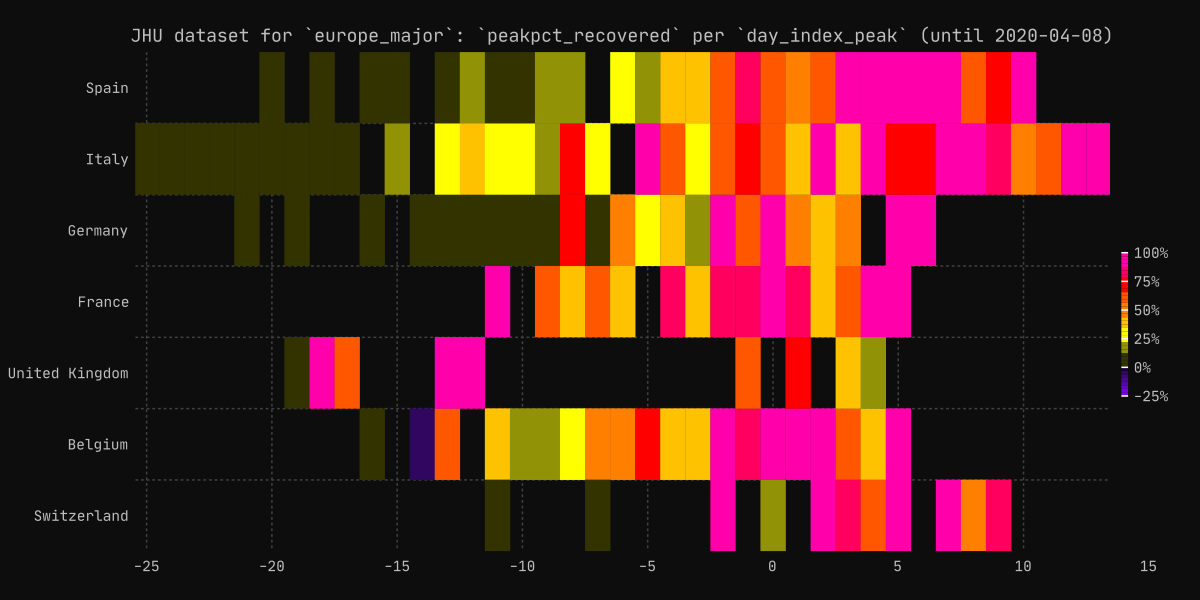 JHU dataset for `europe_major`: `peakpct_recovered` per `day_index_peak` (until 2020-04-08)
Spain
Italy
Germany
France
United Kingdom
Belgium
Switzerland
100%
75%
50%
25%
0%
−25%
−25
−20
−15
−10
−5
0
5
10
15